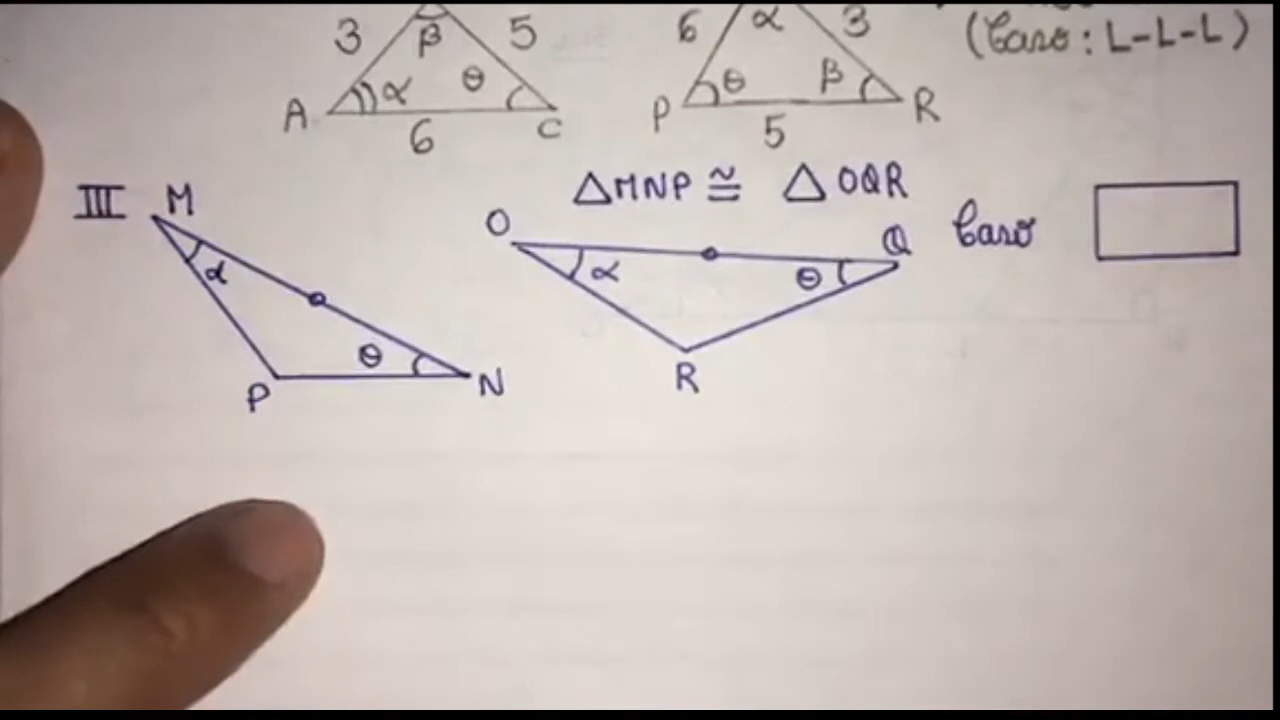 3 β 5 6 α 3
(Caso: L-L-L)
A α θ C P θ β R
6 5
III M △MNP ≅ △OQR
O Q Caso
α α θ
θ
P N R